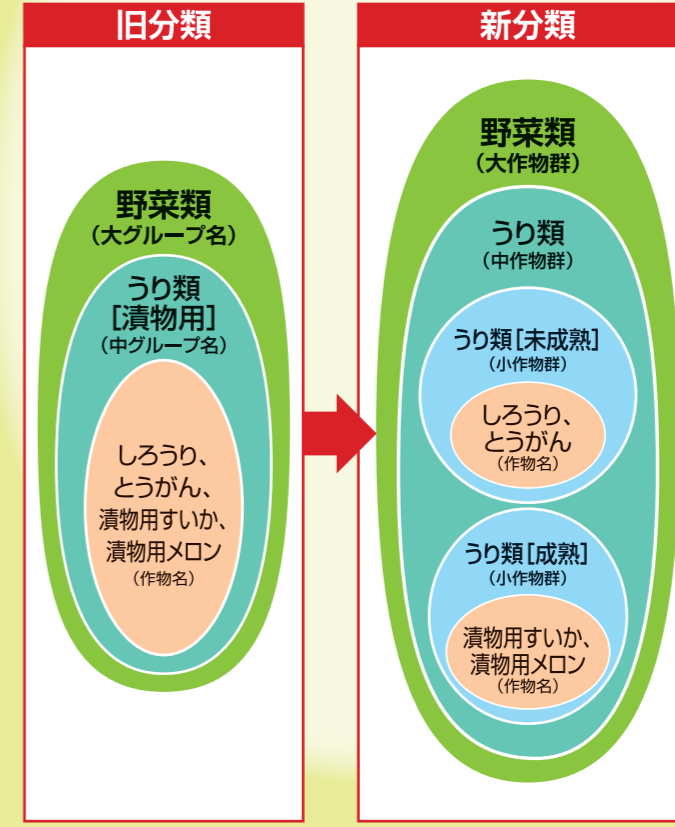 旧分類
野菜類
（大グループ名）
うり類
［漬物用］
（中グループ名）
しろうり、
とうがん、
漬物用すいか、
漬物用メロン
（作物名）
新分類
野菜類
（大作物群）
うり類
（中作物群）
うり類［未成熟］
（小作物群）
しろうり、
とうがん
（作物名）
うり類［成熟］
（小作物群）
漬物用すいか、
漬物用メロン
（作物名）